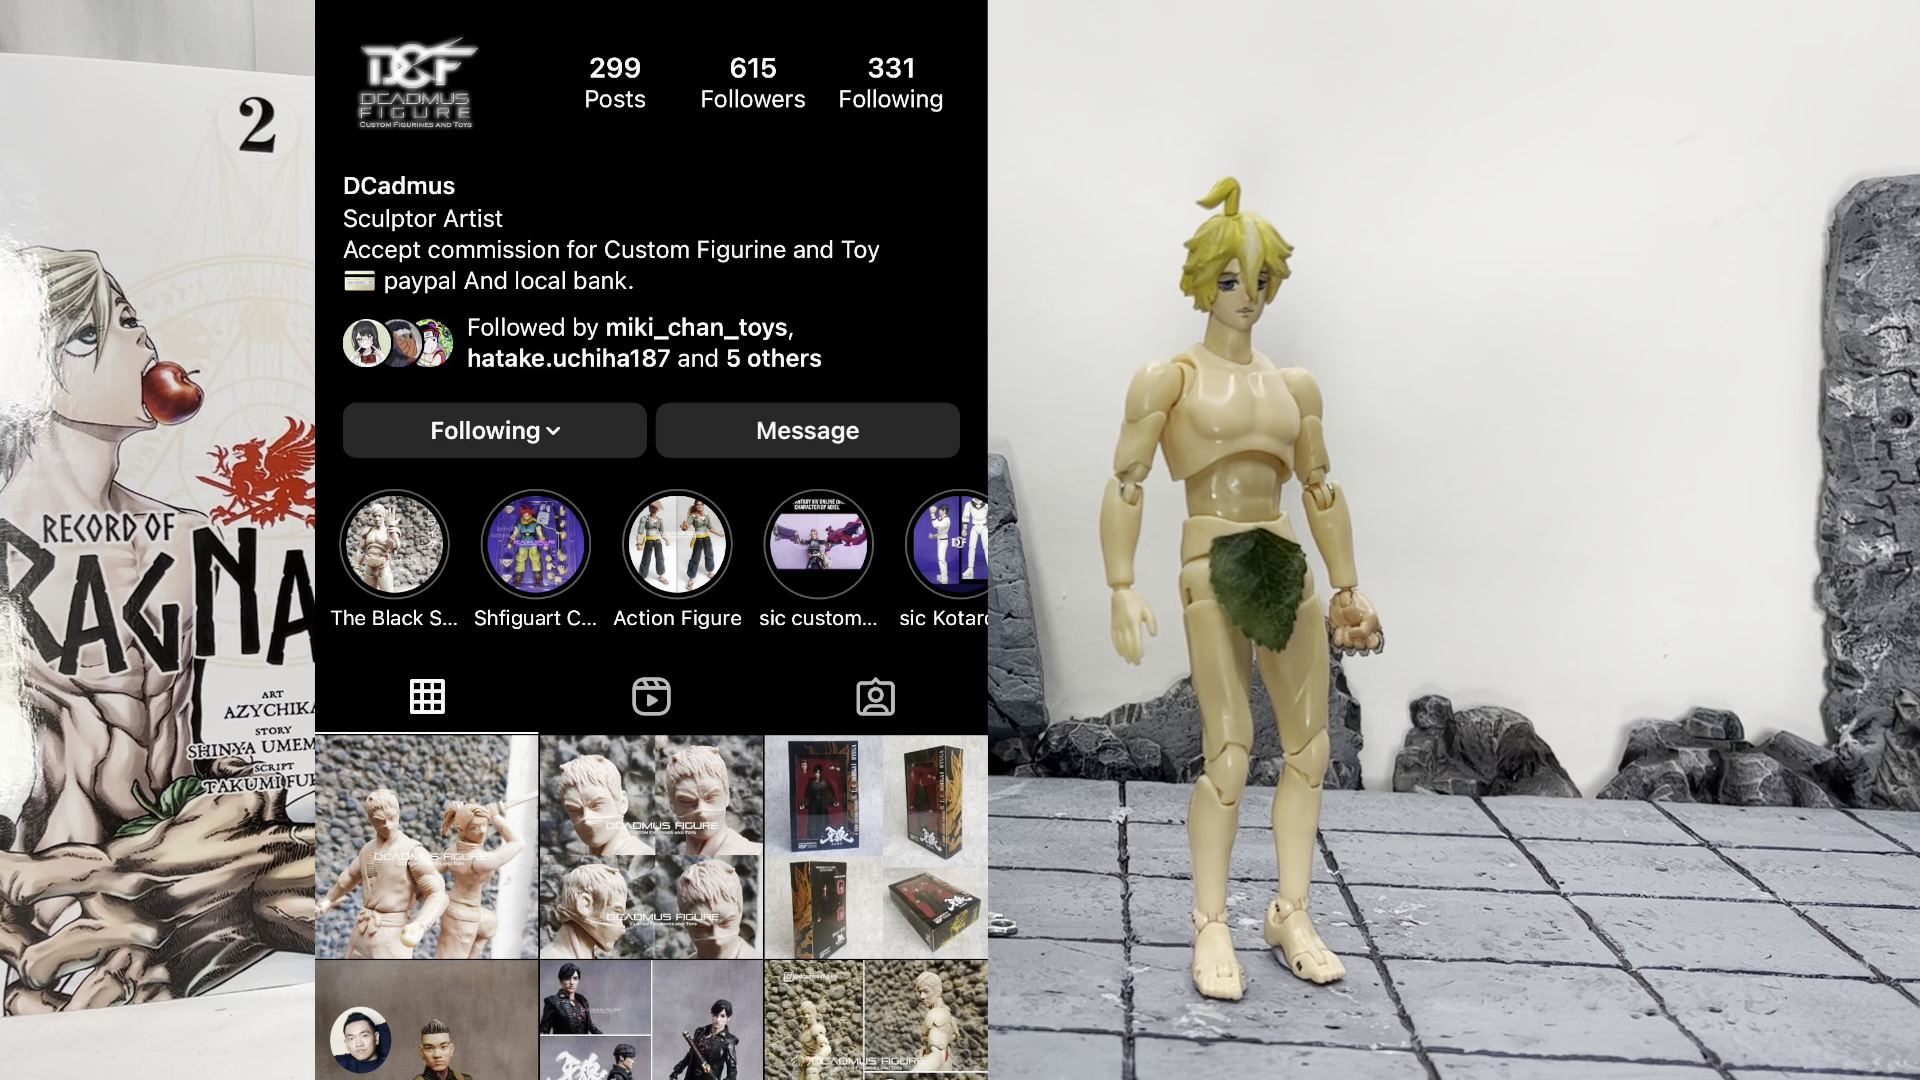 2
RECORD OF
RAGNA
ART
AZYCHIKA
STORY
SHINYA UMEM
SCRIPT
TAKUMI FU
D&F
DCADMUS
FIGURE
CUSTOM FIGURINES AND TOYS
299 615 331
Posts Followers Following
DCadmus
Sculptor Artist
Accept commission for Custom Figurine and Toy
💳 paypal And local bank.
Followed by miki_chan_toys,
hatake.uchiha187 and 5 others
Following Message
The Black S... Shfiguart C... Action Figure sic custom... sic Kotaro
DCADMUS FIGURE
DCADMUS FIGURE
DCADMUS FIGURE
DCADMUS FIGURE